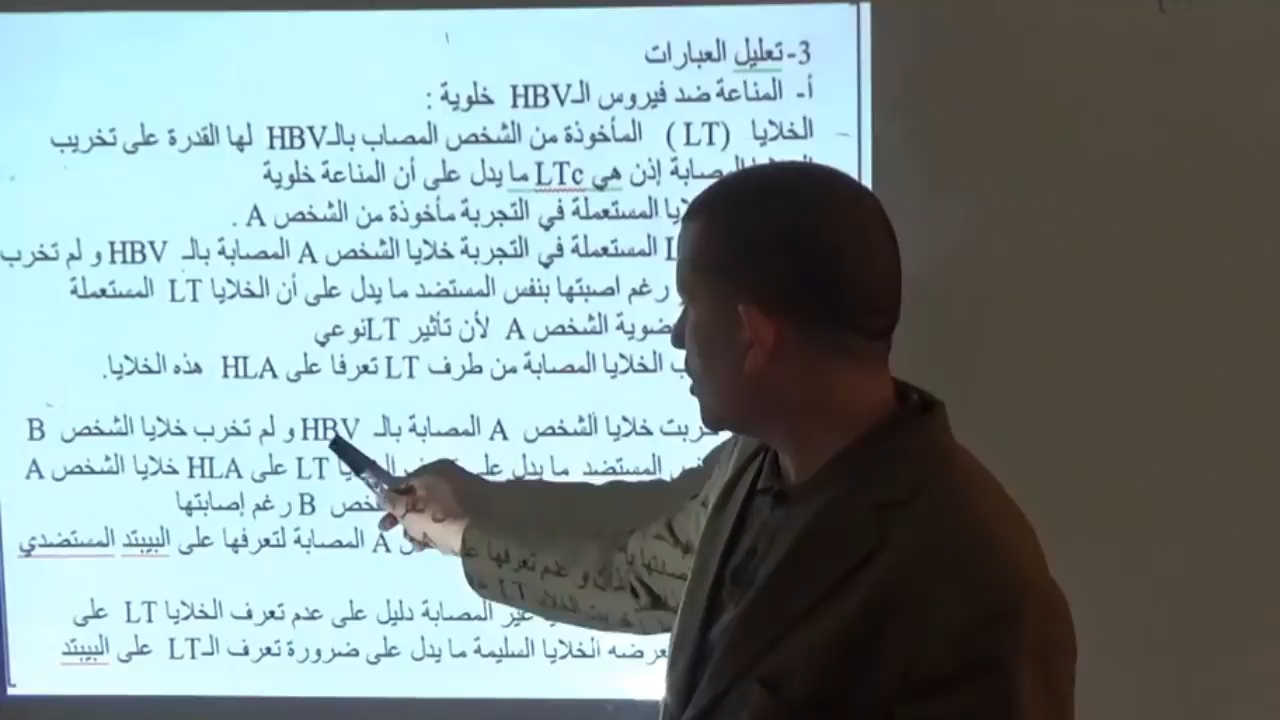 3- تعليل العبارات
أ- المناعة ضد فيروس الـHBV خلوية :
الخلايا (LT ) المأخوذة من الشخص المصاب بالـHBV لها القدرة على تخريب
المصابة إذن هي LTc ما يدل على أن المناعة خلوية
المستعملة في التجربة مأخوذة من الشخص A .
المستعملة في التجربة خلايا الشخص A المصابة بالـ HBV و لم تخرب
رغم اصبتها بنفس المستضد ما يدل على أن الخلايا LT المستعملة
الشخص A لأن تأثير LTنوعي
الخلايا المصابة من طرف LT تعرفا على HLA هذه الخلايا.
خلايا الشخص A المصابة بالـ HBV و لم تخرب خلايا الشخص B
المستضد ما يدل على LT على HLA خلايا الشخص A
B رغم إصابتها
A المصابة لتعرفها على البيبتد المستضدي
غير المصابة دليل على عدم تعرف الخلايا LT على
الخلايا السليمة ما يدل على ضرورة تعرف الـLT على البيبتد